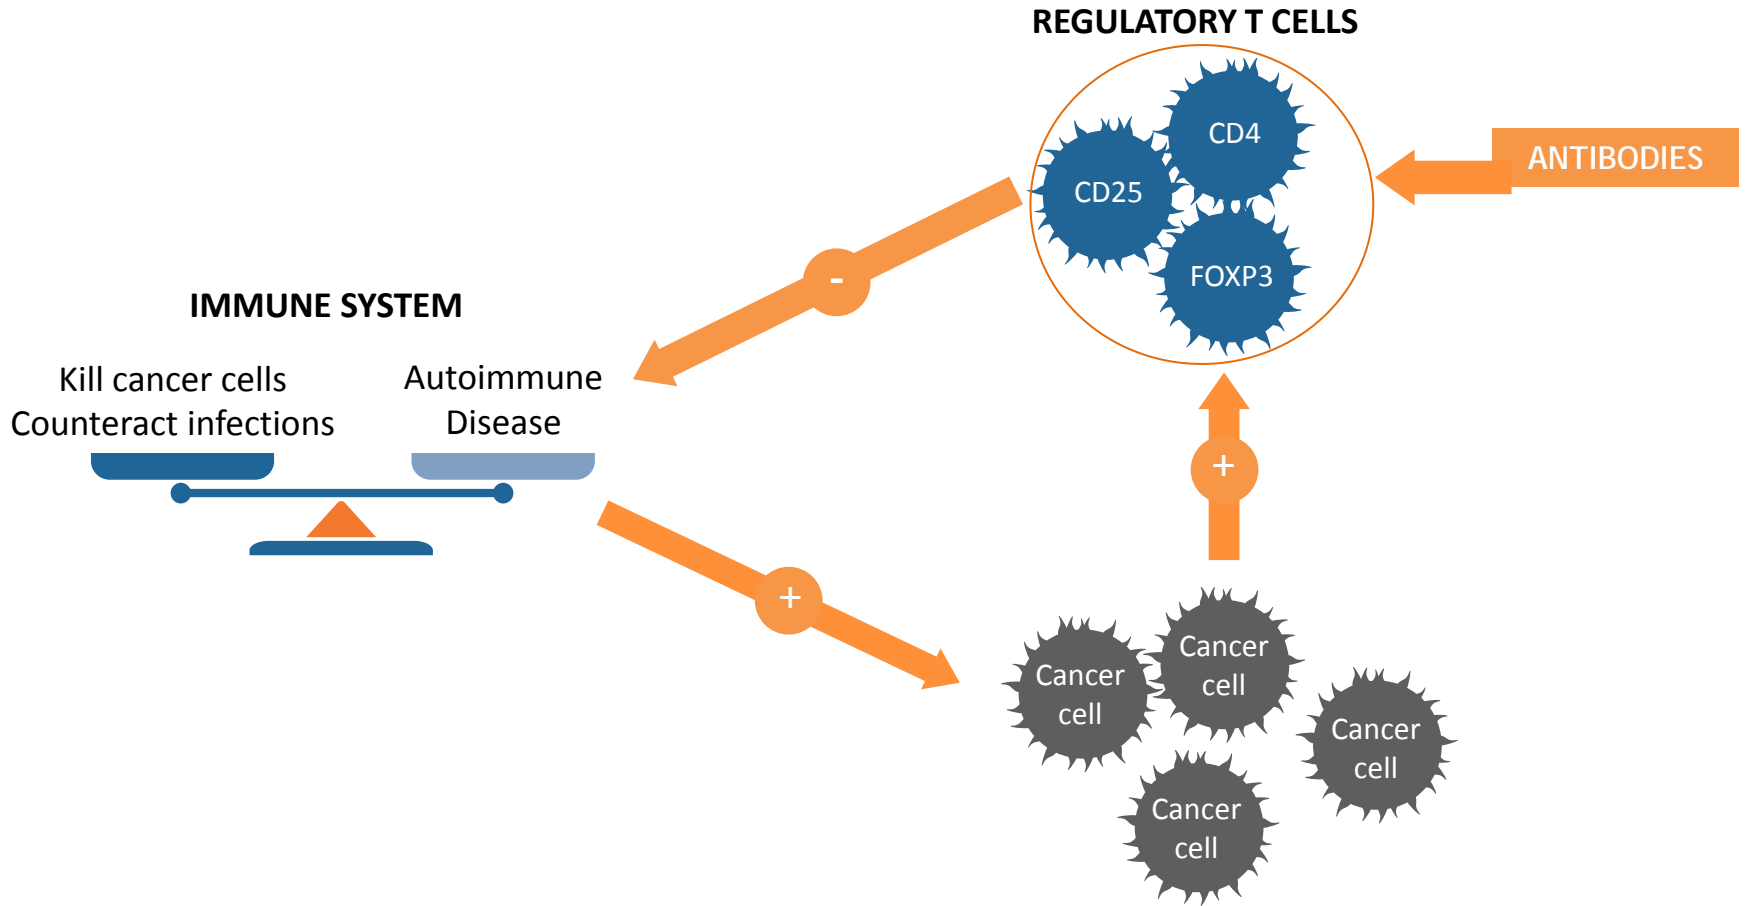 REGULATORY T CELLS
CD4
CD25
FOXP3
ANTIBODIES
-
IMMUNE SYSTEM
Kill cancer cells
Counteract infections
Autoimmune
Disease
+
+
Cancer
cell
Cancer
cell
Cancer
cell
Cancer
cell